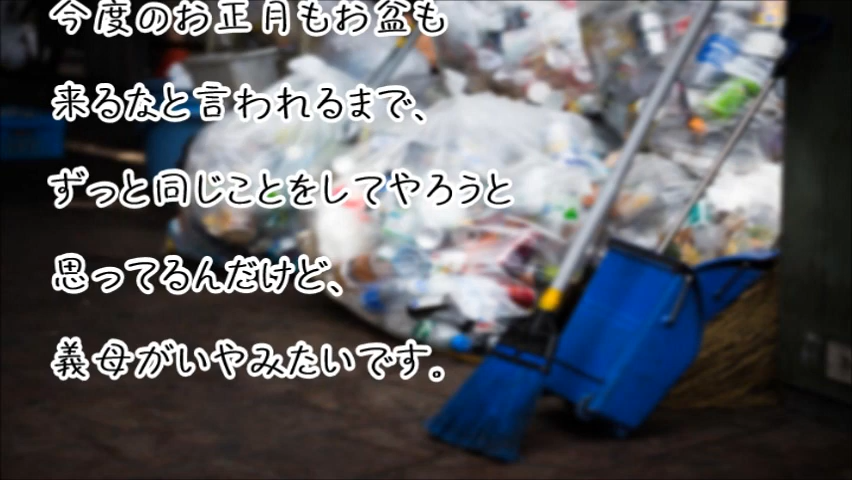 今度のお正月もお盆も
来るなと言われるまで、
ずっと同じことをしてやろうと
思ってるんだけど、
義母がいやみたいです。